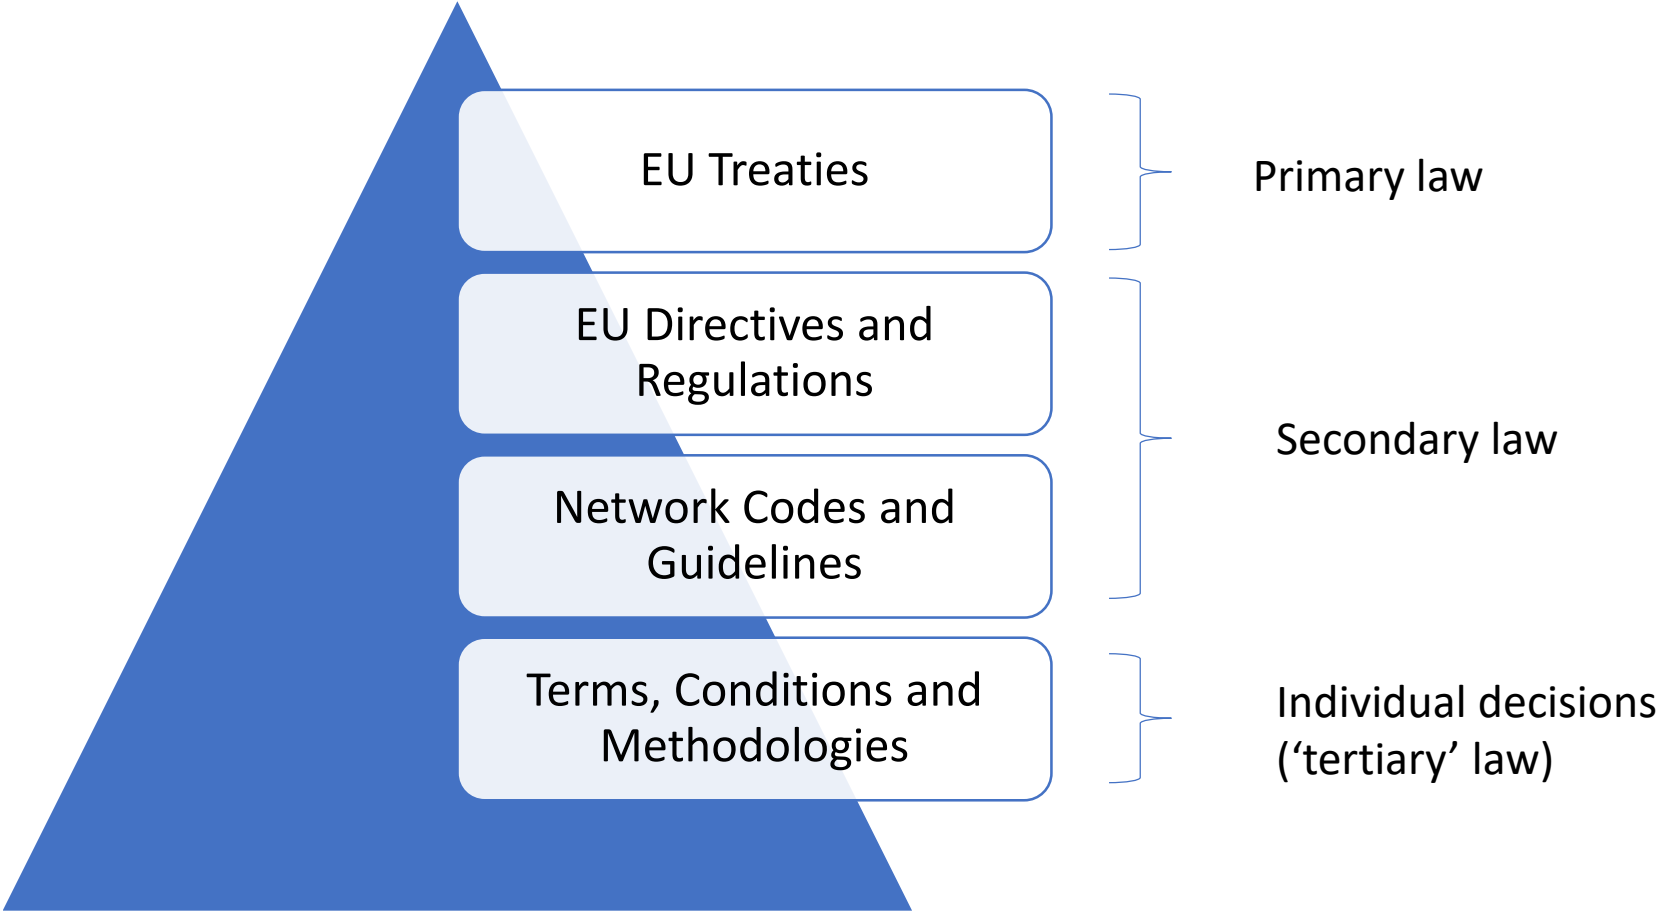 EU Treaties
Primary law
EU Directives and
Regulations
Secondary law
Network Codes and
Guidelines
Terms, Conditions and
Methodologies
Individual decisions
(‘tertiary’ law)